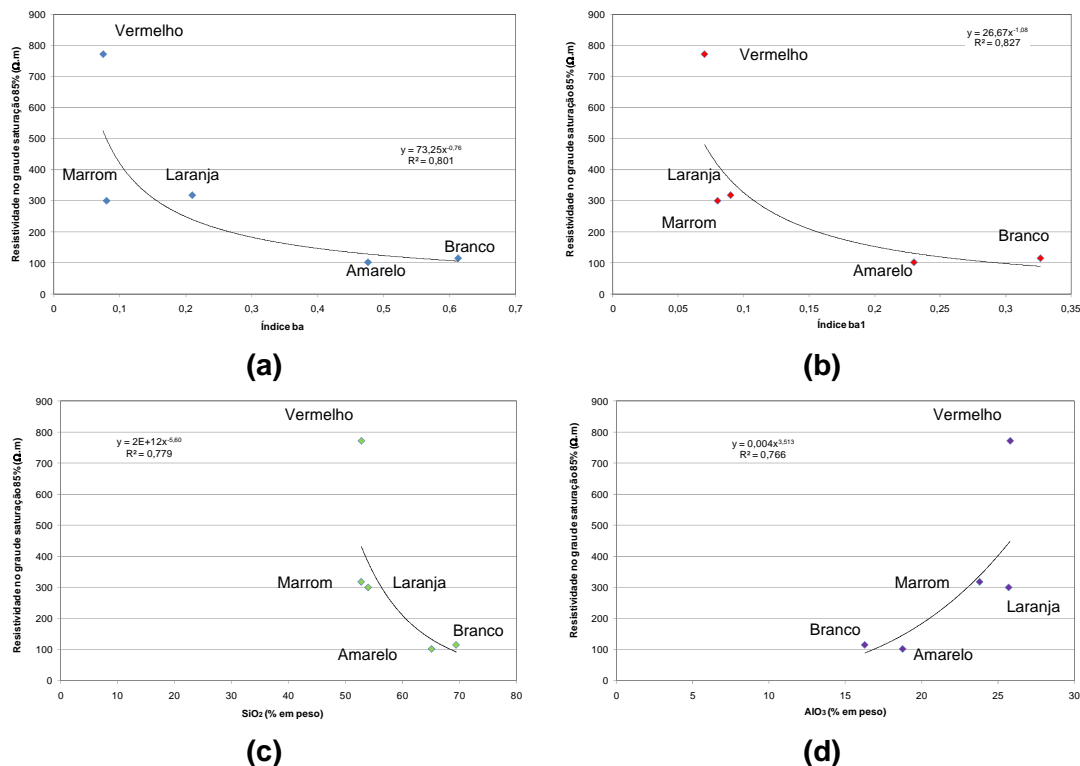 Vermelho
Marrom
Laranja
Branco
Amarelo
y = 73,25x^-0,76
R² = 0,801
900
800
700
600
500
400
300
200
100
0
0 0,1 0,2 0,3 0,4 0,5 0,6 0,7
Resistividade no grau de saturação 85% (Ω.m)
Índice ba
(a)
y = 26,67x^-1,08
R² = 0,827
Vermelho
Laranja
Marrom
Branco
Amarelo
900
800
700
600
500
400
300
200
100
0
0 0,05 0,1 0,15 0,2 0,25 0,3 0,35
Resistividade no grau de saturação 85% (Ω.m)
Índice ba1
(b)
Vermelho
y = 2E+12x^-5,60
R² = 0,779
Marrom
Laranja
Branco
Amarelo
900
800
700
600
500
400
300
200
100
0
0 10 20 30 40 50 60 70 80
Resistividade no grau de saturação 85% (Ω.m)
SiO₂ (% em peso)
(c)
Vermelho
y = 0,004x^3,513
R² = 0,766
Marrom
Laranja
Branco
Amarelo
900
800
700
600
500
400
300
200
100
0
0 5 10 15 20 25 30
Resistividade no grau de saturação 85% (Ω.m)
AlO₃ (% em peso)
(d)